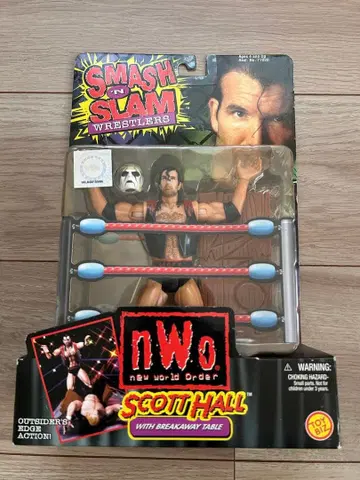 SMASH
'N
SLAM
WRESTLERS
nWo
new world Order
SCOTT HALL™
WITH BREAKAWAY TABLE
OUTSIDER'S
EDGE
ACTION!
WARNING:
CHOKING HAZARD-
Small parts. Not for
children under 3 years.
TOY
BIZ